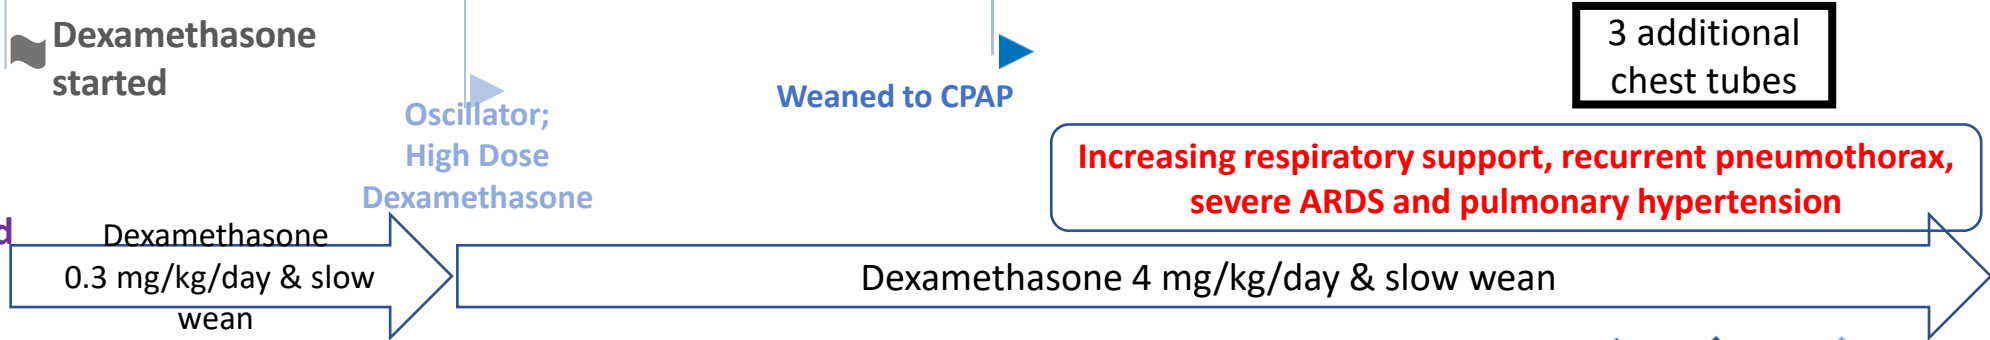 Dexamethasone
started
Oscillator;
High Dose
Dexamethasone
Weaned to CPAP
3 additional
chest tubes
Increasing respiratory support, recurrent pneumothorax,
severe ARDS and pulmonary hypertension
Dexamethasone
0.3 mg/kg/day & slow
wean
Dexamethasone 4 mg/kg/day & slow wean